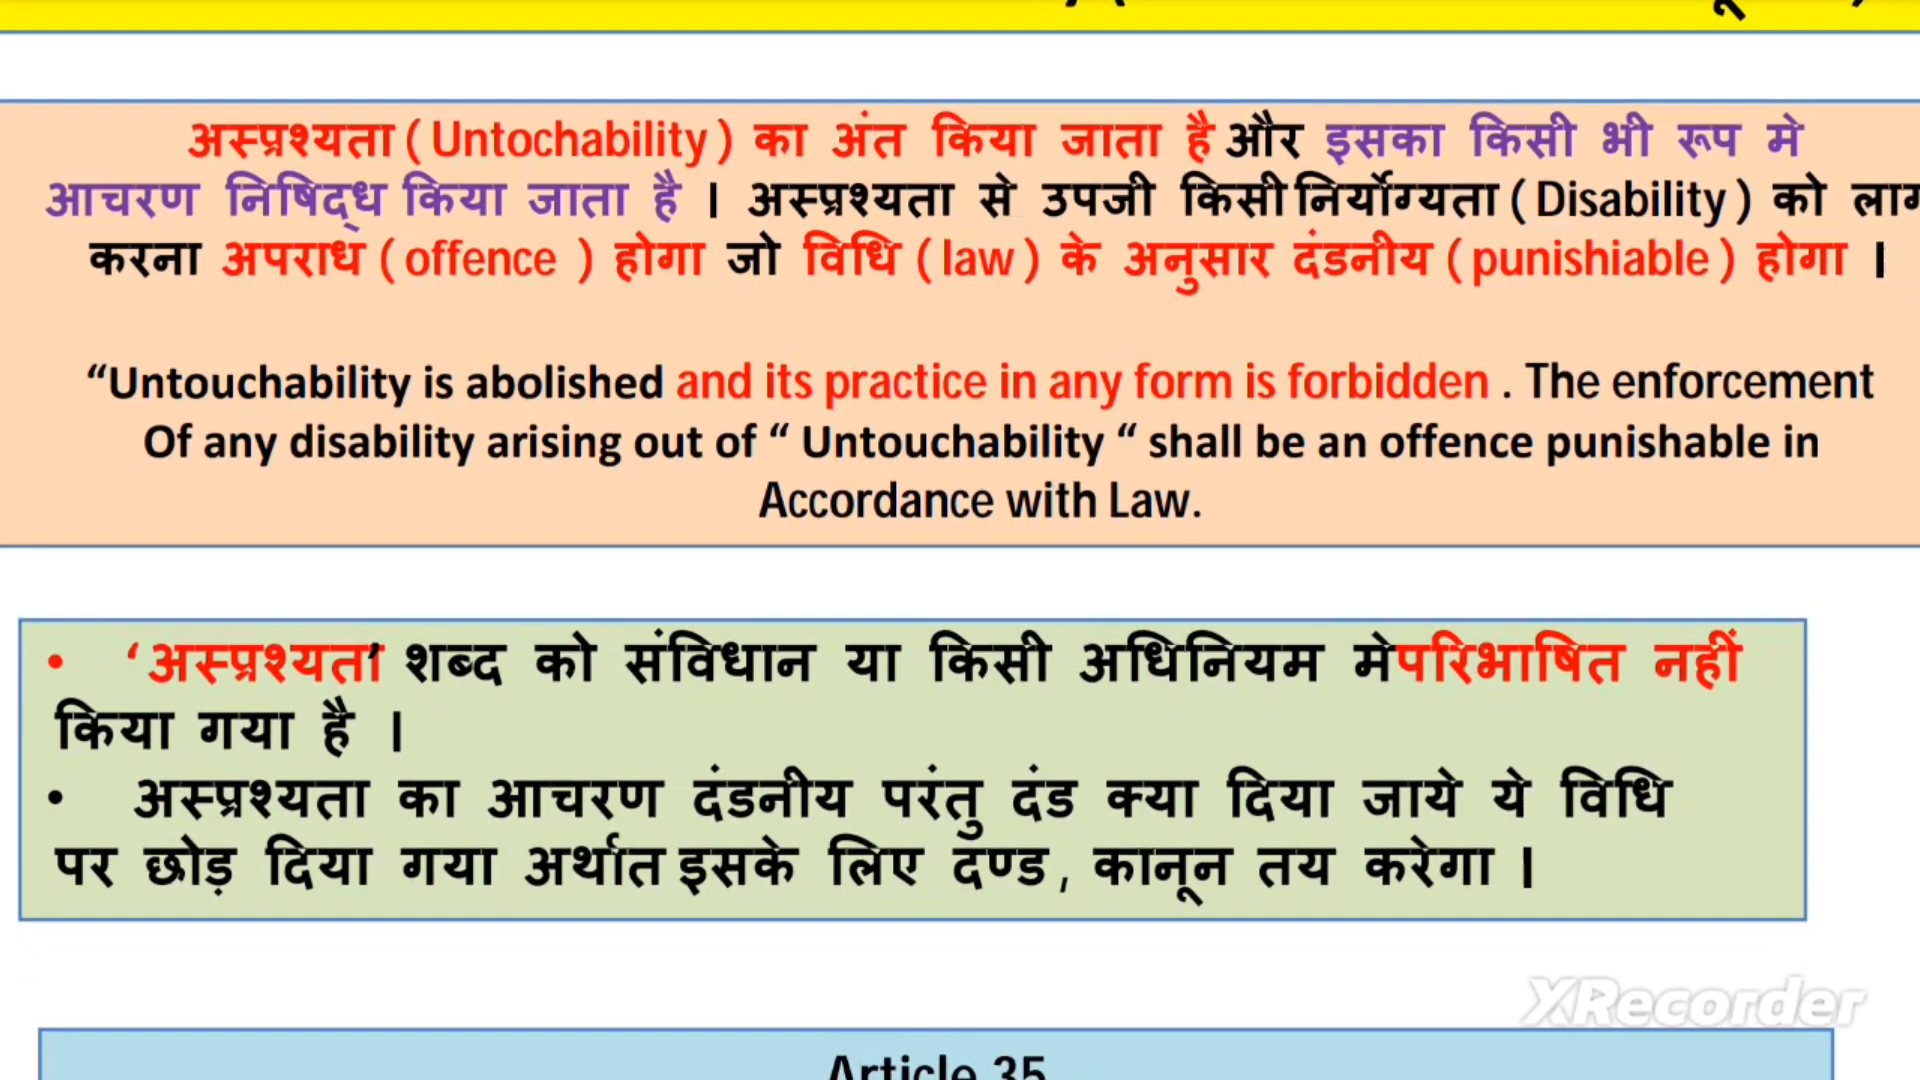 अस्प्रश्यता ( Untochability ) का अंत किया जाता है और इसका किसी भी रूप मे
आचरण निषिद्ध किया जाता है । अस्प्रश्यता से उपजी किसी निर्योग्यता ( Disability ) को
करना अपराध ( offence ) होगा जो विधि ( law ) के अनुसार दंडनीय ( punishiable ) होगा ।
“Untouchability is abolished and its practice in any form is forbidden . The enforcement
Of any disability arising out of “ Untouchability “ shall be an offence punishable in
Accordance with Law.
• ‘अस्प्रश्यता’ शब्द को संविधान या किसी अधिनियम मेपरिभाषित नहीं
किया गया है ।
• अस्प्रश्यता का आचरण दंडनीय परंतु दंड क्या दिया जाये ये विधि
पर छोड़ दिया गया अर्थात इसके लिए दण्ड , कानून तय करेगा ।
XRecorder
Article 35